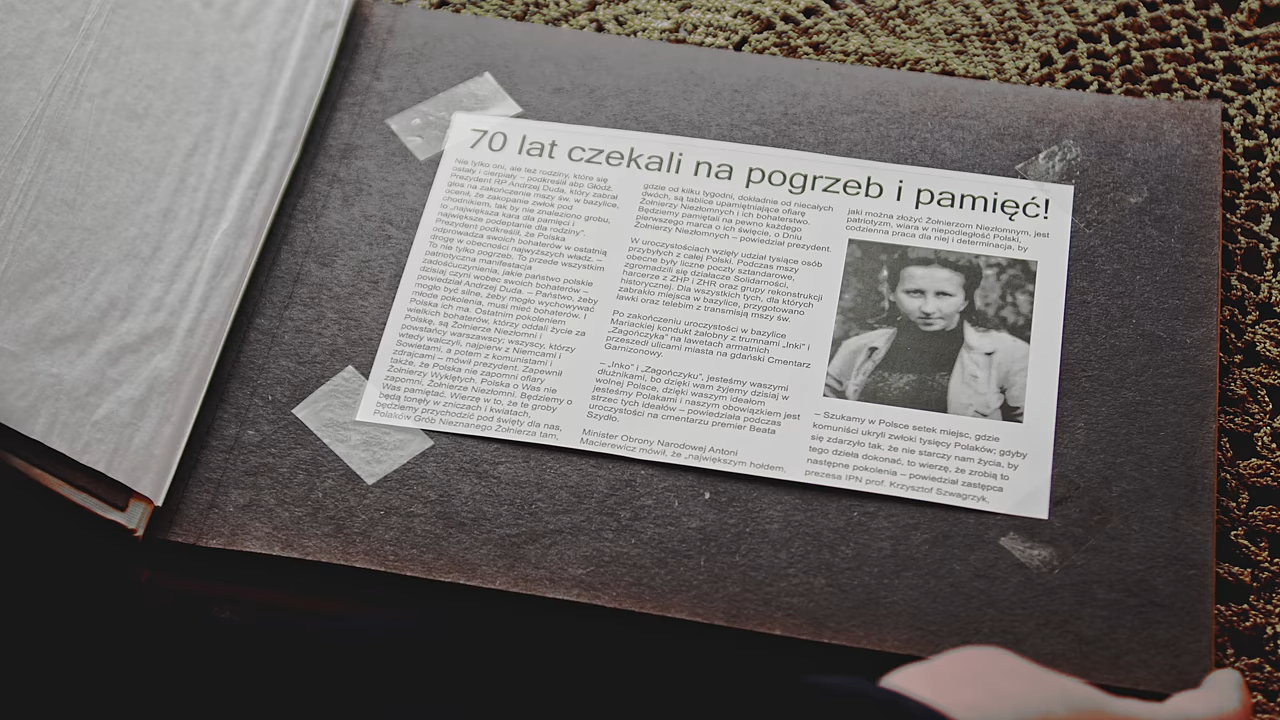 70 lat czekali na pogrzeb i pamięć!
Nie tylko oni, ale też rodziny, które się
ostały i cierpiały – podkreślił abp Głódź.
Prezydent RP Andrzej Duda, który zabrał
głos na zakończenie mszy św. w bazylice,
ocenił, że zakopanie zwłok pod
chodnikiem, tak by nie znaleziono grobu,
to „największa kara dla pamięci i
największe podeptanie dla rodziny”.
Prezydent podkreślił, że Polska
odprowadza swoich bohaterów w ostatnią
drogę w obecności najwyższych władz. –
To nie tylko pogrzeb. To przede wszystkim
patriotyczna manifestacja
zadośćuczynienia, jakie państwo polskie
dzisiaj czyni wobec swoich bohaterów –
powiedział Andrzej Duda. – Państwo, żeby
mogło być silne, żeby mogło wychowywać
młode pokolenia, musi mieć bohaterów. I
Polska ich ma. Ostatnim pokoleniem
wielkich bohaterów, którzy oddali życie za
Polskę, są Żołnierze Niezłomni i
powstańcy warszawscy; wszyscy, którzy
wtedy walczyli, najpierw z Niemcami i
Sowietami, a potem z komunistami i
zdrajcami – mówił prezydent. Zapewnił
także, że Polska nie zapomni ofiary
Żołnierzy Wyklętych. Polska o Was nie
zapomni, Żołnierze Niezłomni. Będziemy o
Was pamiętać. Wierzę w to, że te groby
będą tonęły w zniczach i kwiatach,
będziemy przychodzić pod święty dla nas,
Polaków Grób Nieznanego Żołnierza tam,
gdzie od kilku tygodni, dokładnie od niecałych
dwóch, są tablice upamiętniające ofiarę
Żołnierzy Niezłomnych i ich bohaterstwo.
Będziemy pamiętali na pewno każdego
pierwszego marca o ich święcie, o Dniu
Żołnierzy Niezłomnych – powiedział prezydent.
W uroczystościach wzięły udział tysiące osób
przybyłych z całej Polski. Podczas mszy
obecne były liczne poczty sztandarowe,
zgromadzili się działacze Solidarności,
harcerze z ZHP i ZHR oraz grupy rekonstrukcji
historycznej. Dla wszystkich tych, dla których
zabrakło miejsca w bazylice, przygotowano
ławki oraz telebim z transmisją mszy św.
Po zakończeniu uroczystości w bazylice
Mariackiej kondukt żałobny z trumnami „Inki” i
„Zagończyka” na lawetach armatnich
przeszedł ulicami miasta na gdański Cmentarz
Garnizonowy.
– „Inko” i „Zagończyku”, jesteśmy waszymi
dłużnikami, bo dzięki wam żyjemy dzisiaj w
wolnej Polsce, dzięki waszym ideałom
jesteśmy Polakami i naszym obowiązkiem jest
strzec tych ideałów – powiedziała podczas
uroczystości na cmentarzu premier Beata
Szydło.
Minister Obrony Narodowej Antoni
Macierewicz mówił, że „największym hołdem,
jaki można złożyć Żołnierzom Niezłomnym, jest
patriotyzm, wiara w niepodległość Polski,
codzienna praca dla niej i determinacja, by
– Szukamy w Polsce setek miejsc, gdzie
komuniści ukryli zwłoki tysięcy Polaków; gdyby
się zdarzyło tak, że nie starczy nam życia, by
tego dzieła dokonać, to wierzę, że zrobią to
następne pokolenia – powiedział zastępca
prezesa IPN prof. Krzysztof Szwagrzyk.